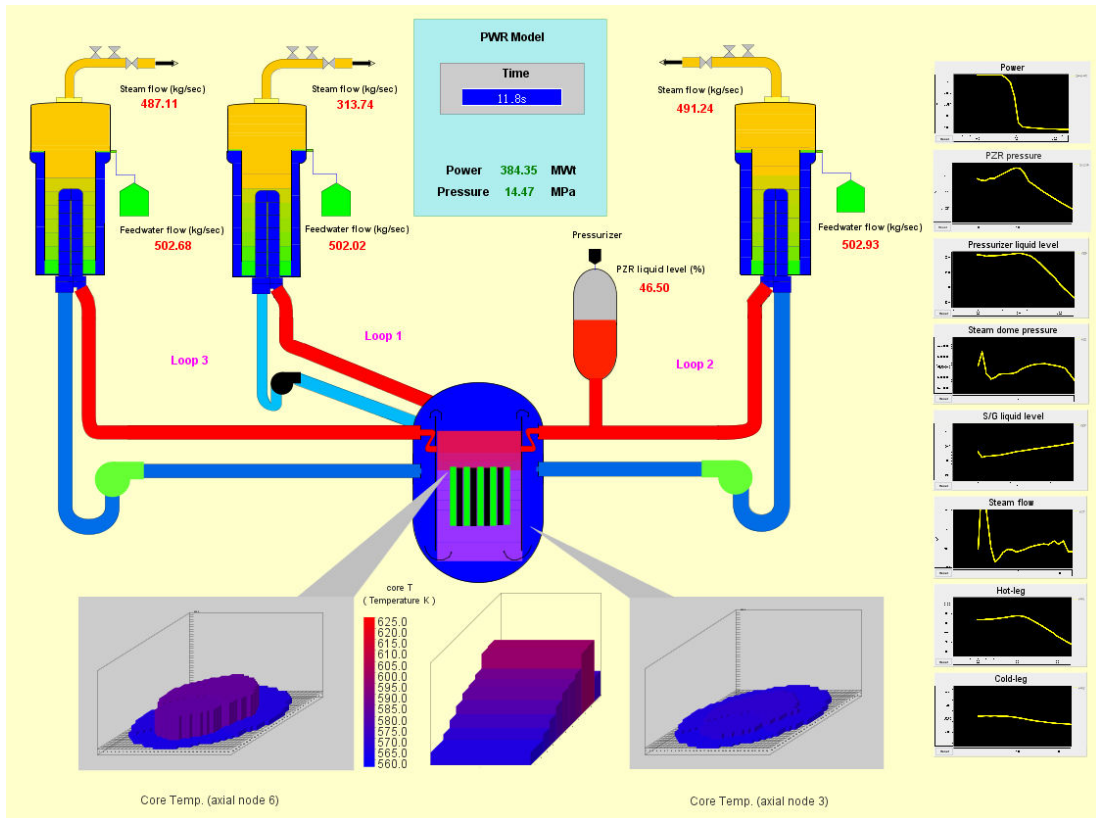 PWR Model
Time
11.8s
Power 384.35 MWt
Pressure 14.47 MPa
Steam flow (kg/sec)
487.11
Steam flow (kg/sec)
313.74
Steam flow (kg/sec)
491.24
Feedwater flow (kg/sec)
502.68
Feedwater flow (kg/sec)
502.02
Feedwater flow (kg/sec)
502.93
Pressurizer
PZR liquid level (%)
46.50
Loop 3
Loop 1
Loop 2
core T
( Temperature K )
625.0
615.0
610.0
605.0
600.0
595.0
590.0
585.0
580.0
575.0
570.0
565.0
560.0
Core Temp. (axial node 6)
Core Temp. (axial node 3)
Power
PZR pressure
Pressurizer liquid level
Steam dome pressure
S/G liquid level
Steam flow
Hot-leg
Cold-leg